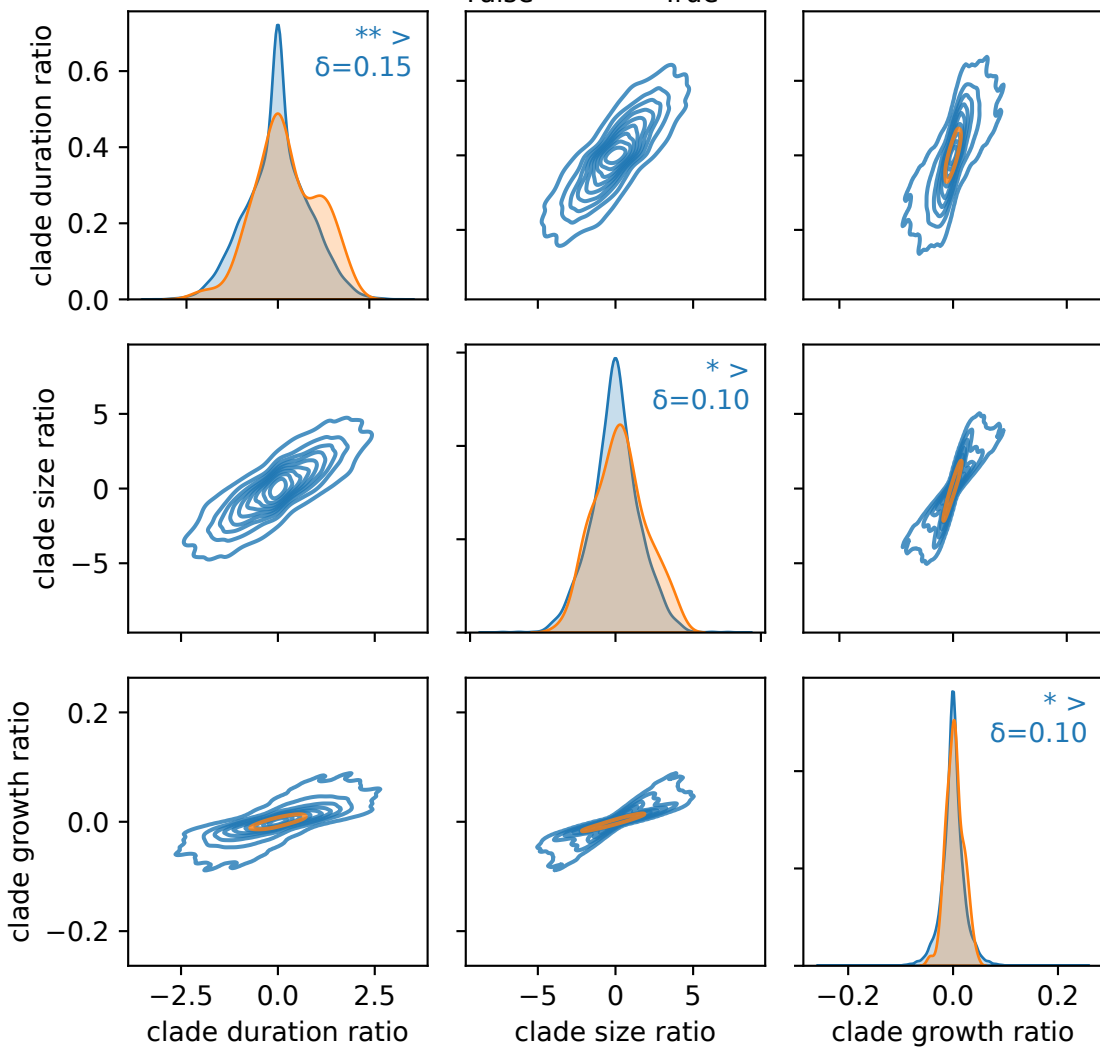 True
clade duration ratio
0.6
0.4
0.2
0.0
** >
δ=0.15
clade size ratio
5
0
−5
* >
δ=0.10
clade growth ratio
0.2
0.0
−0.2
* >
δ=0.10
−2.5 0.0 2.5
−5 0 5
−0.2 0.0 0.2
clade duration ratio
clade size ratio
clade growth ratio